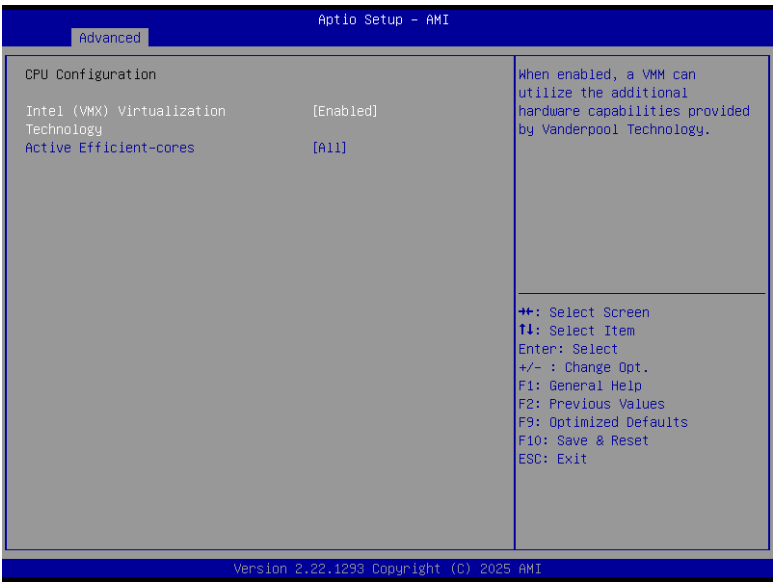 Aptio Setup – AMI
Advanced
CPU Configuration
Intel (VMX) Virtualization [Enabled]
Technology
Active Efficient-cores [All]
When enabled, a VMM can
utilize the additional
hardware capabilities provided
by Vanderpool Technology.
→←: Select Screen
↑↓: Select Item
Enter: Select
+/- : Change Opt.
F1: General Help
F2: Previous Values
F9: Optimized Defaults
F10: Save & Reset
ESC: Exit
Version 2.22.1293 Copyright (C) 2025 AMI